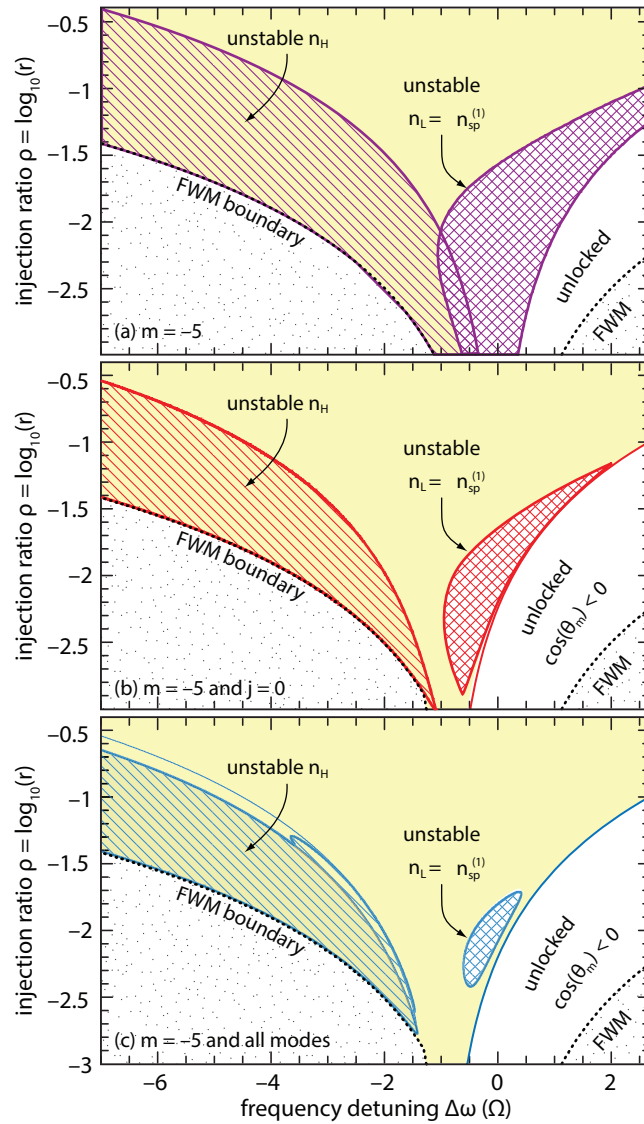 −0.5
−1
−1.5
−2
−2.5
injection ratio ρ = log₁₀(r)
unstable n_H
unstable
n_L = n_sp^(1)
FWM boundary
unlocked
FWM
(a) m = −5
−0.5
−1
−1.5
−2
−2.5
injection ratio ρ = log₁₀(r)
unstable n_H
unstable
n_L = n_sp^(1)
FWM boundary
unlocked
cos(θ_m) < 0
FWM
(b) m = −5 and j = 0
−0.5
−1
−1.5
−2
−2.5
−3
injection ratio ρ = log₁₀(r)
unstable n_H
unstable
n_L = n_sp^(1)
FWM boundary
unlocked
cos(θ_m) < 0
FWM
(c) m = −5 and all modes
−6 −4 −2 0 2
frequency detuning Δω (Ω)